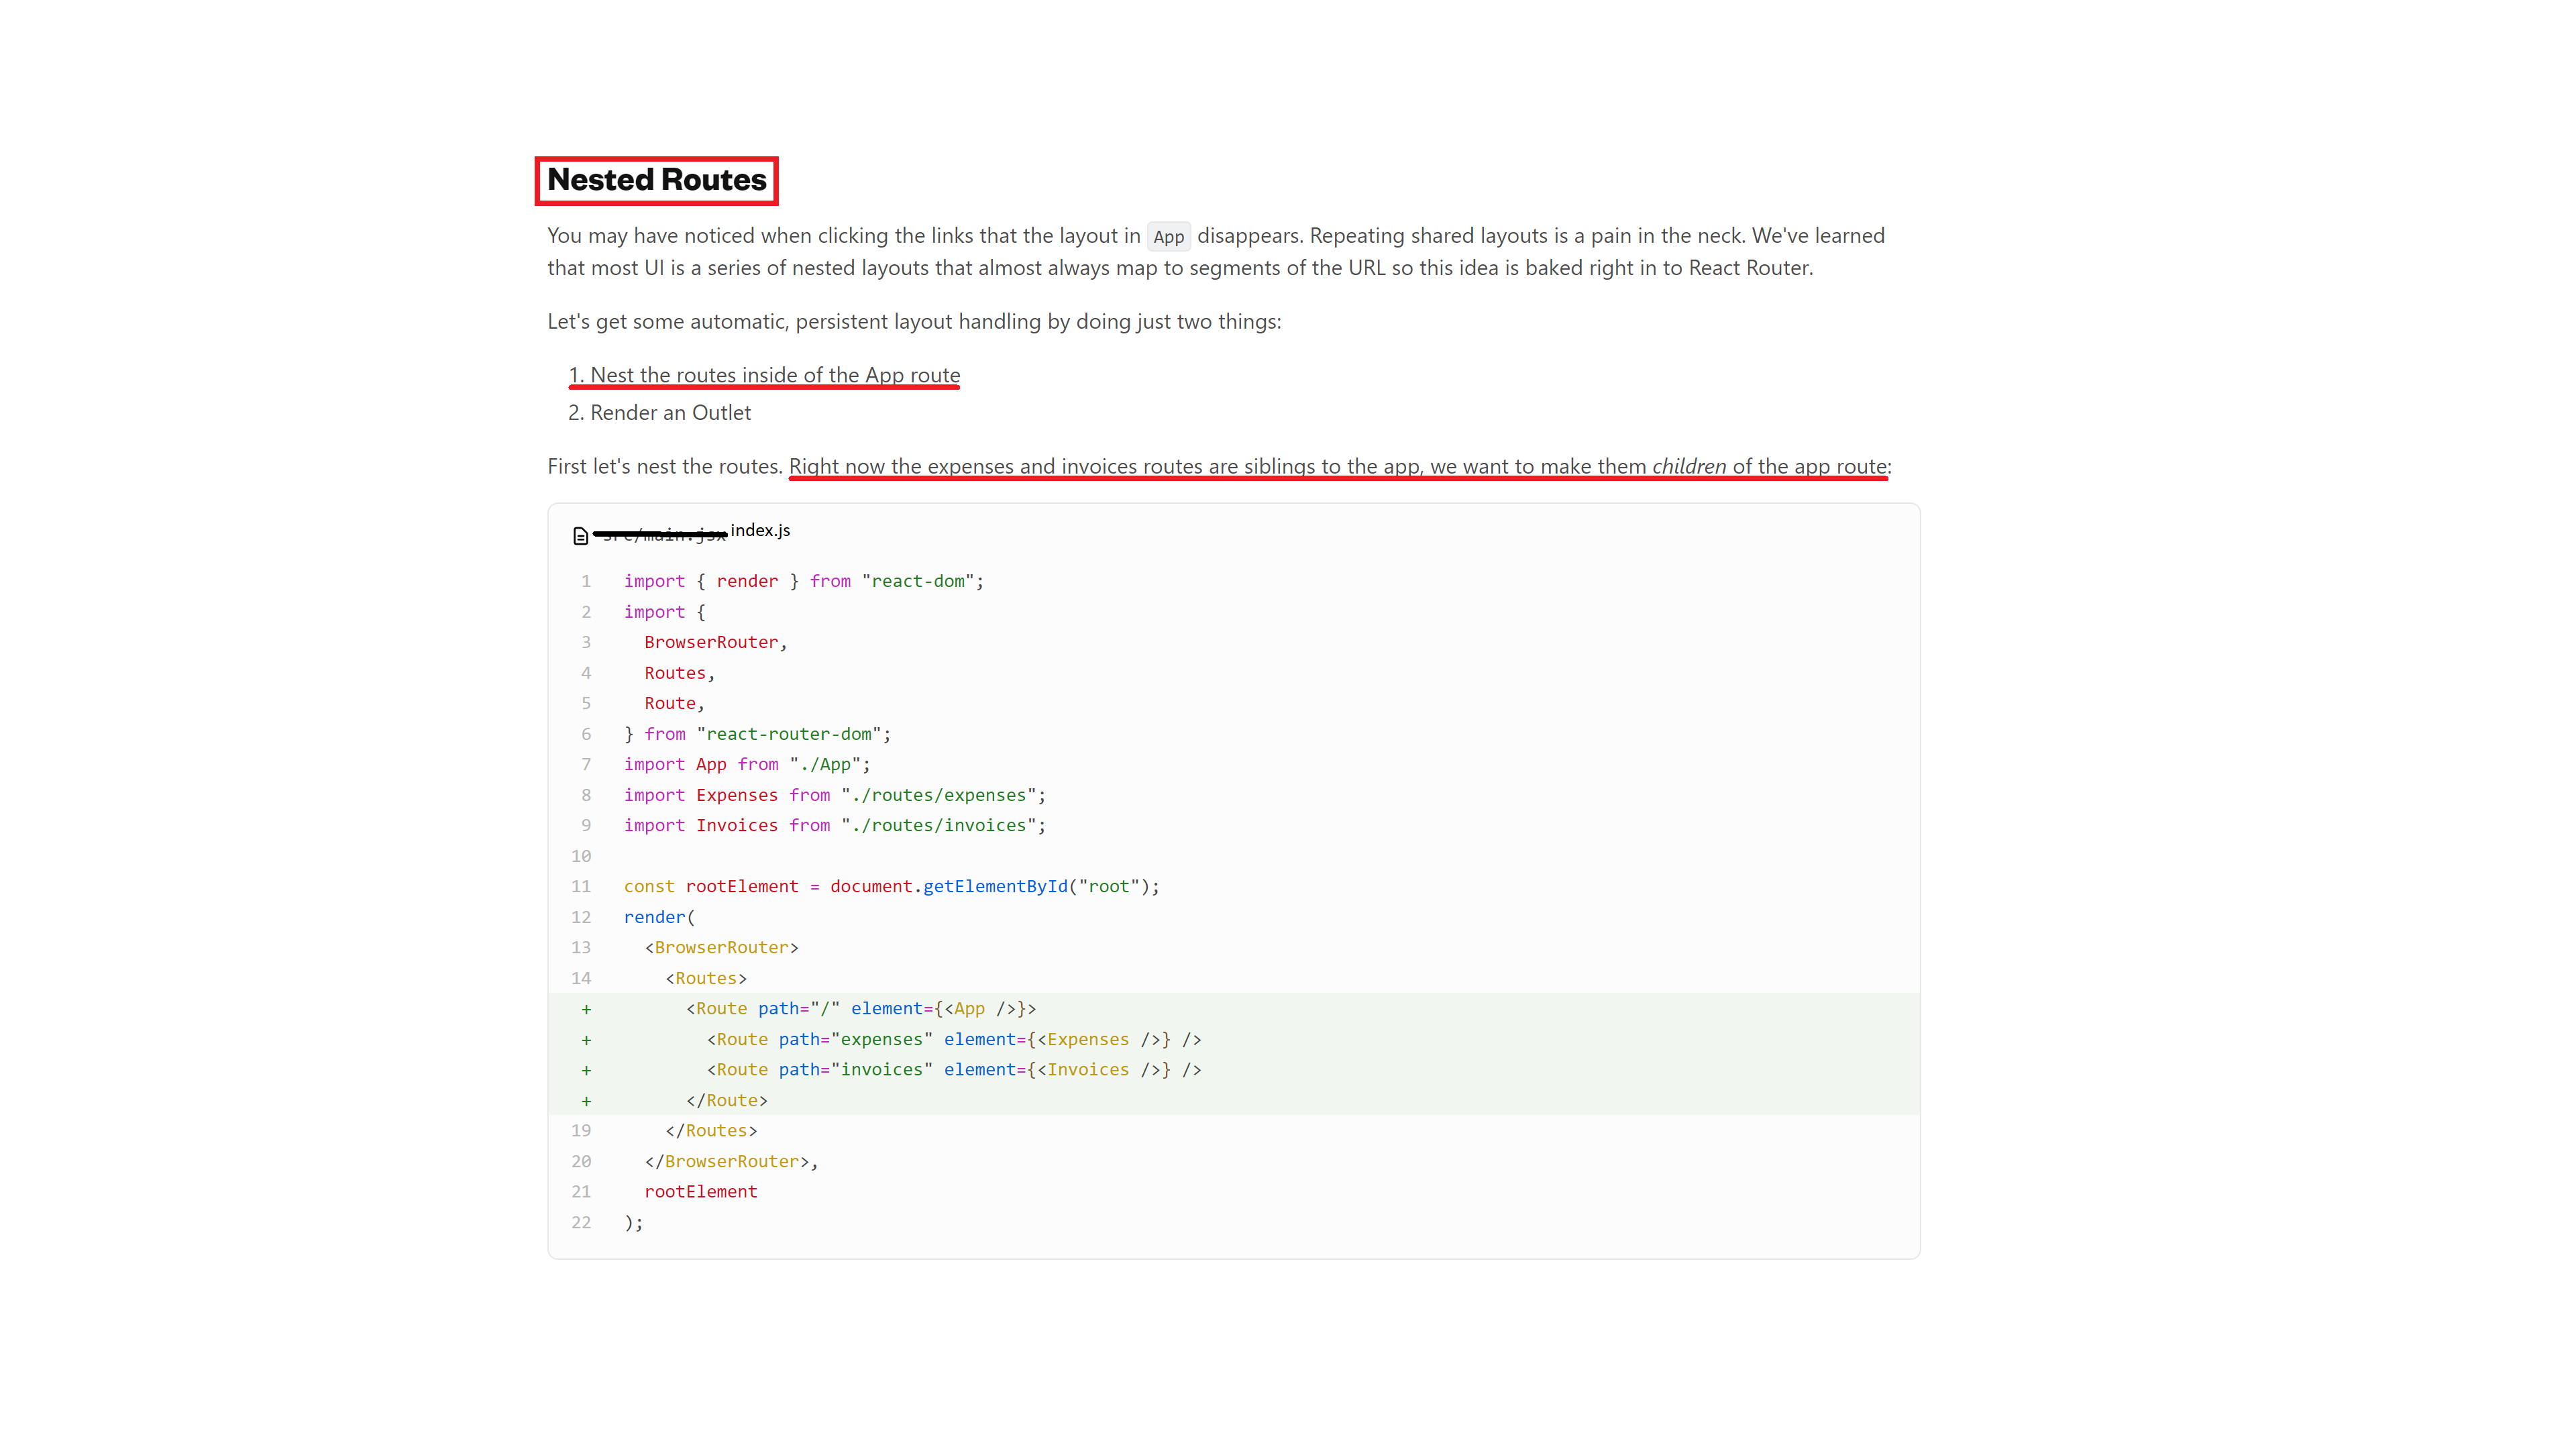 Nested Routes
You may have noticed when clicking the links that the layout in App disappears. Repeating shared layouts is a pain in the neck. We've learned
that most UI is a series of nested layouts that almost always map to segments of the URL so this idea is baked right in to React Router.
Let's get some automatic, persistent layout handling by doing just two things:
1. Nest the routes inside of the App route
2. Render an Outlet
First let's nest the routes. Right now the expenses and invoices routes are siblings to the app, we want to make them children of the app route:
src/main.jsx index.js
1 import { render } from "react-dom";
2 import {
3   BrowserRouter,
4   Routes,
5   Route,
6 } from "react-router-dom";
7 import App from "./App";
8 import Expenses from "./routes/expenses";
9 import Invoices from "./routes/invoices";
10
11 const rootElement = document.getElementById("root");
12 render(
13   <BrowserRouter>
14     <Routes>
+       <Route path="/" element={<App />}>
+         <Route path="expenses" element={<Expenses />} />
+         <Route path="invoices" element={<Invoices />} />
+       </Route>
19     </Routes>
20   </BrowserRouter>,
21   rootElement
22 );